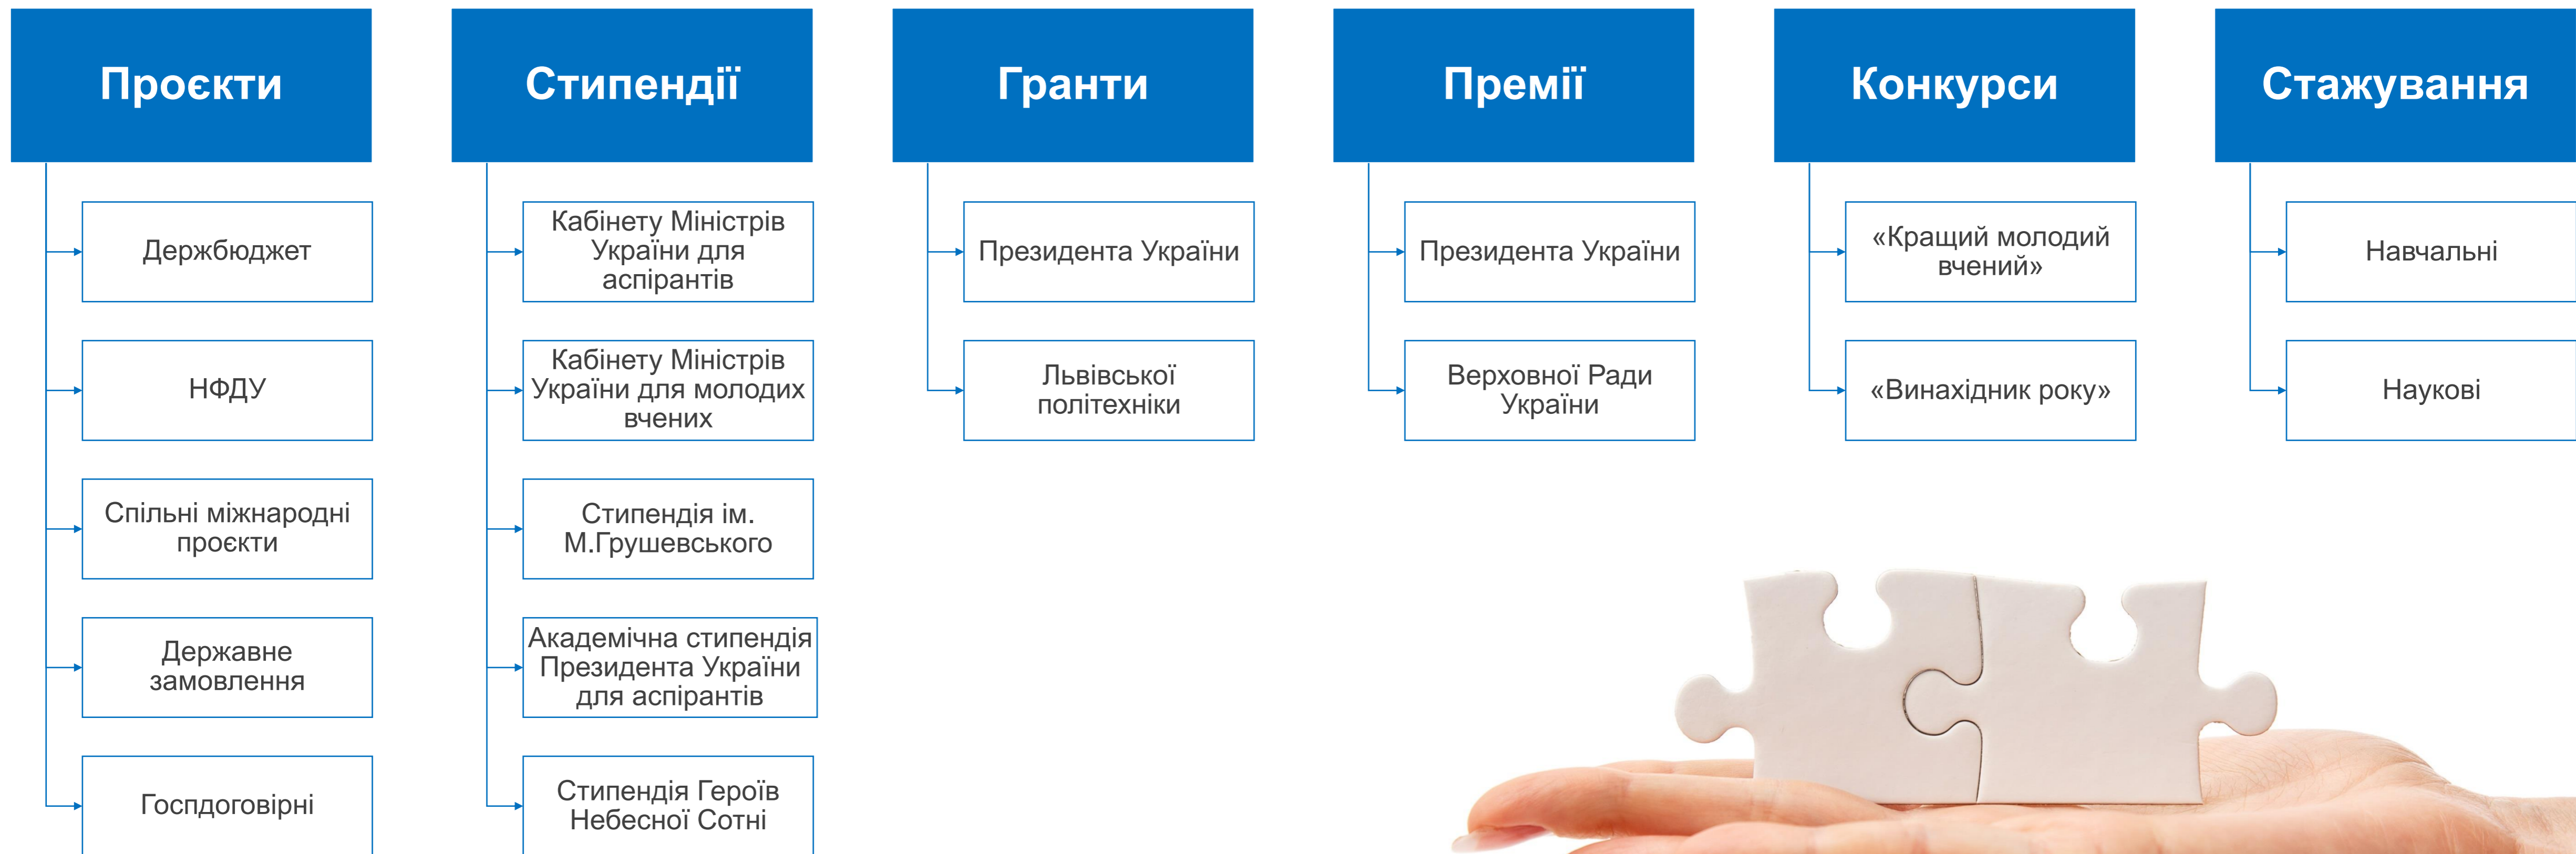 Проєкти
Держбюджет
НФДУ
Спільні міжнародні
проєкти
Державне
замовлення
Госпдоговірні
Стипендії
Кабінету Міністрів
України для
аспірантів
Кабінету Міністрів
України для молодих
вчених
Стипендія ім.
М.Грушевського
Академічна стипендія
Президента України
для аспірантів
Стипендія Героїв
Небесної Сотні
Гранти
Президента України
Львівської
політехніки
Премії
Президента України
Верховної Ради
України
Конкурси
«Кращий молодий
вчений»
«Винахідник року»
Стажування
Навчальні
Наукові